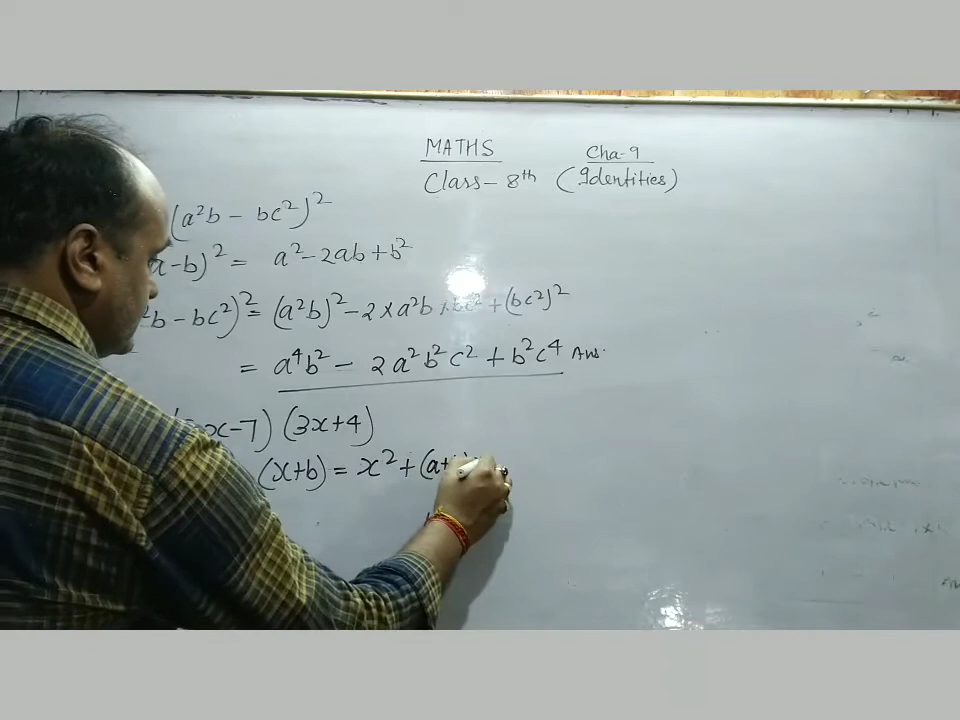 MATHS Cha-9
Class-8th (Identities)
(a²b - bc²)²
a-b)² = a² - 2ab + b²
²b - bc²)² = (a²b)² - 2 × a²b × bc² + (bc²)²
= a⁴b² - 2a²b²c² + b²c⁴ Ans.
x-7) (3x+4)
(x+b) = x² + (a+